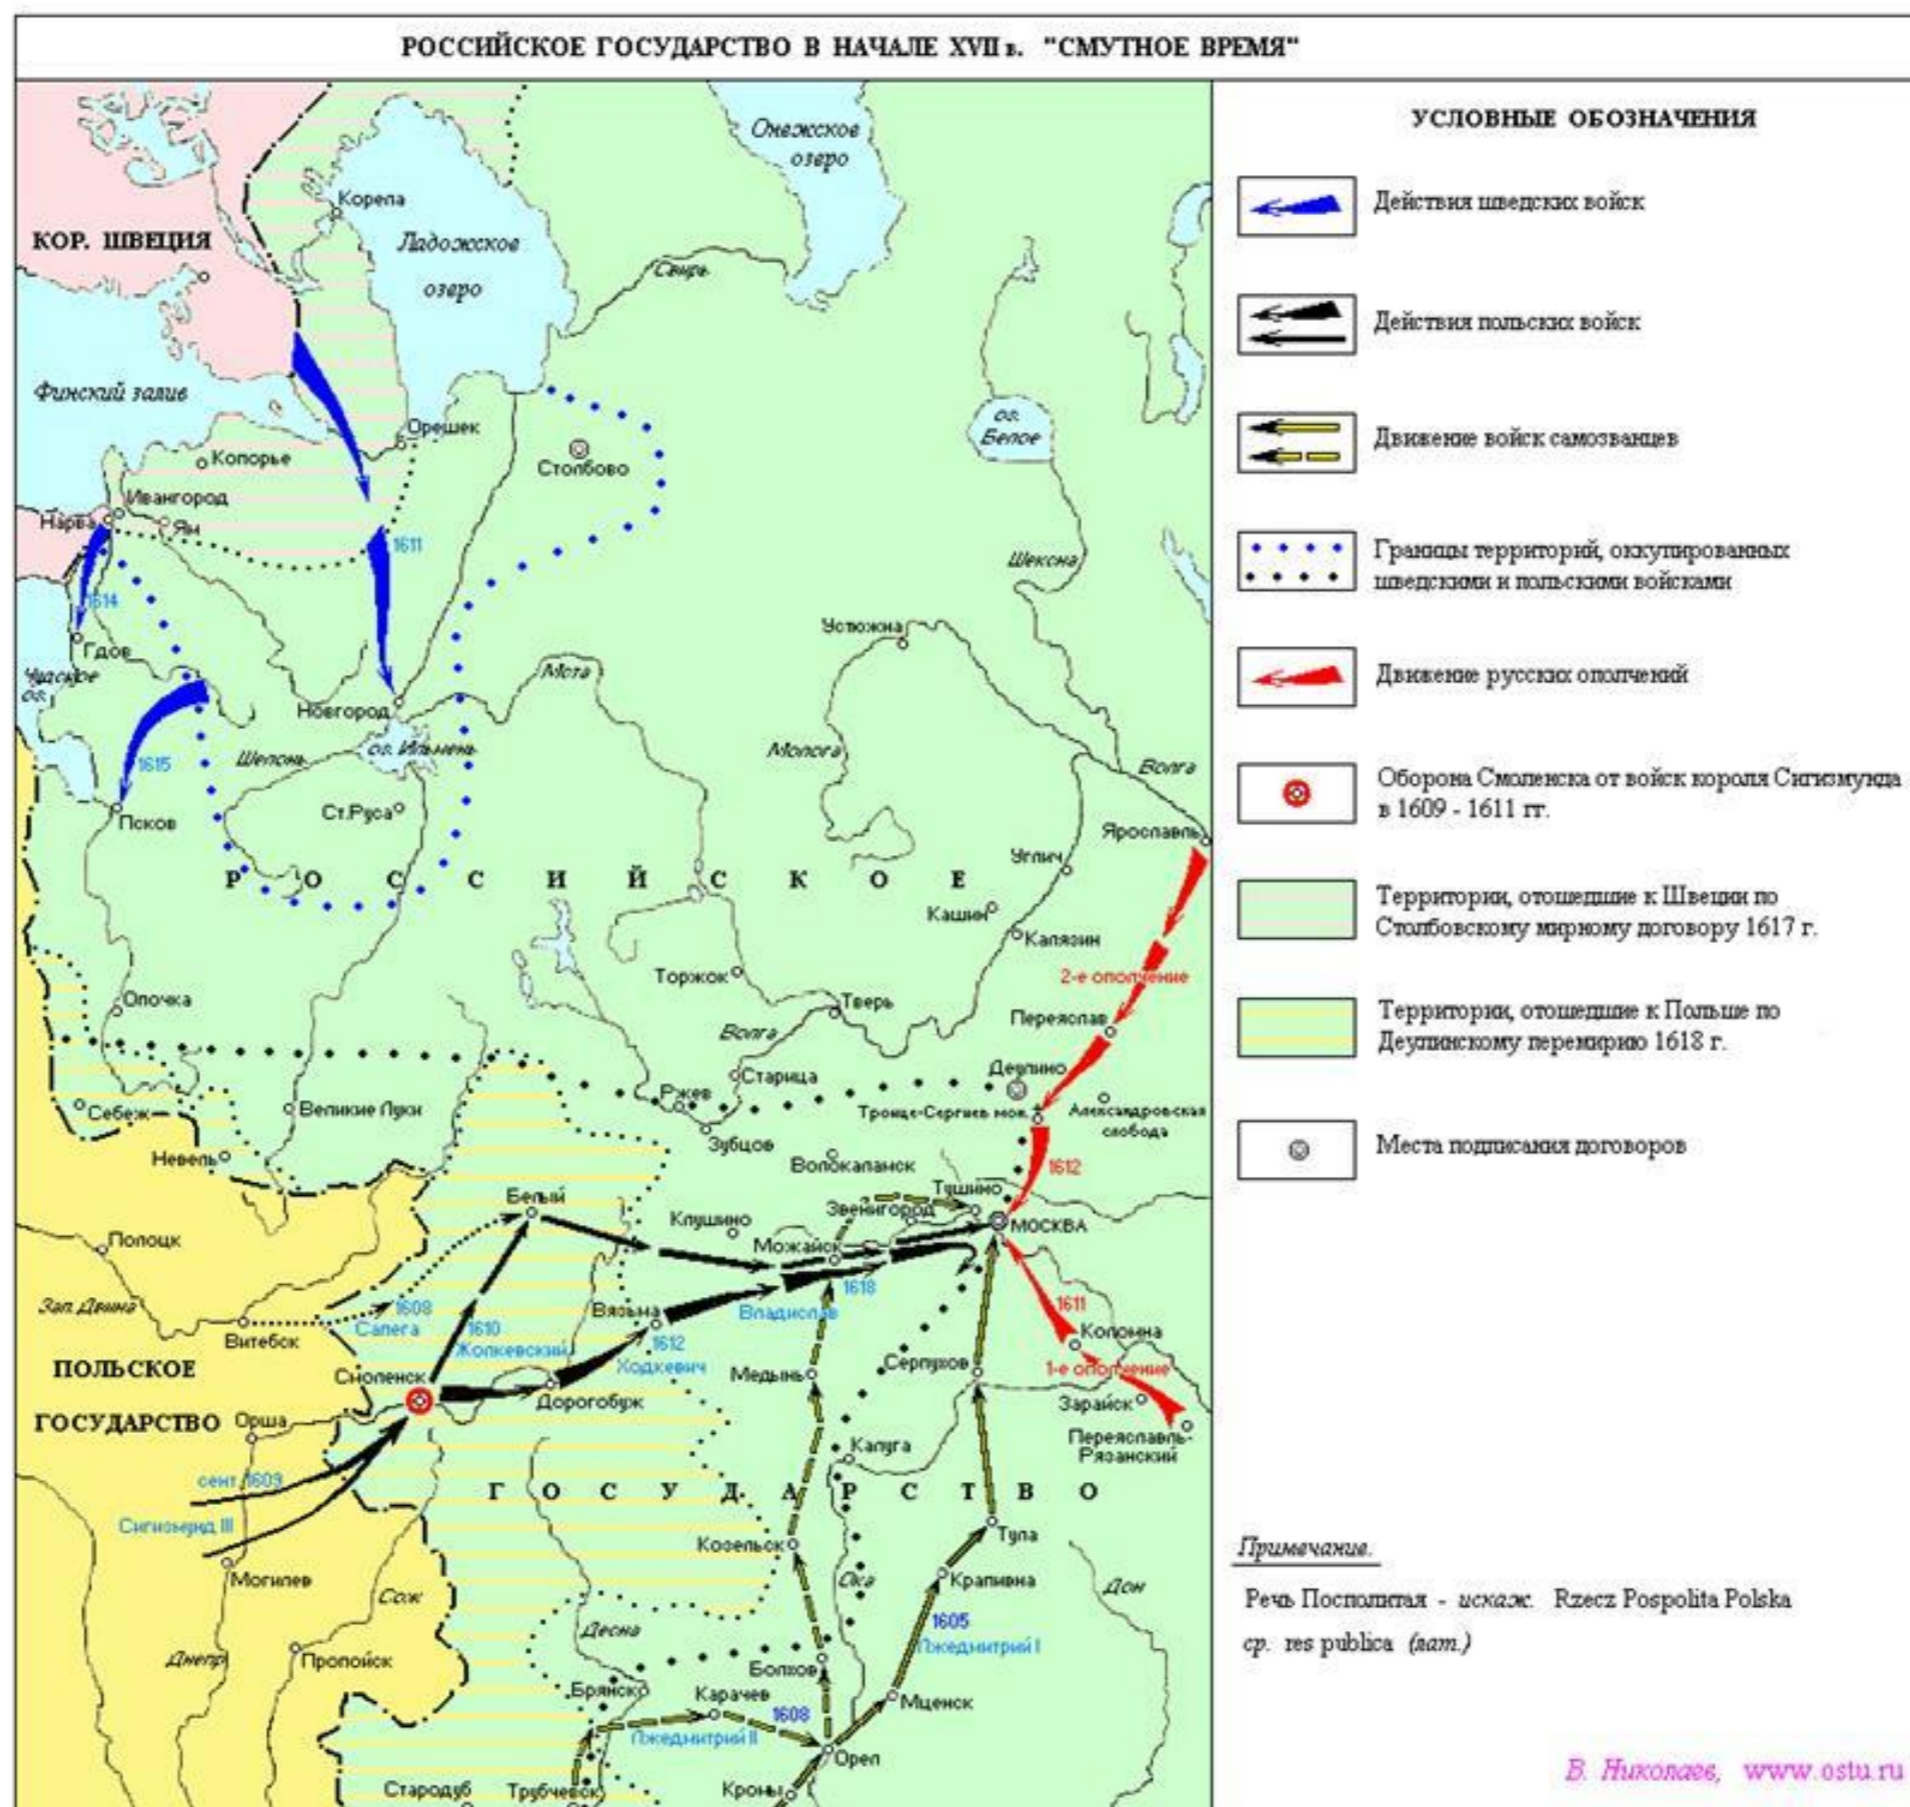 РОССИЙСКОЕ ГОСУДАРСТВО В НАЧАЛЕ XVII в. "СМУТНОЕ ВРЕМЯ"
Онежское
озеро
Корела
КОР. ШВЕЦИЯ
Ладожское
озеро
Свирь
Финский залив
Орешек
оз.
Белое
Копорье
Столбово
Ивангород
Нарва
Ям
1611
Шексна
1614
Гдов
Чудское
оз.
Устюжна
Мста
Новгород
оз. Ильмень
Шелонь
Молога
Волга
1615
Псков
Ст.Руса
Ярославль
Углич
РОССИЙСКОЕ
Кашин
Калязин
Торжок
2-е ополчение
Опочка
Тверь
Переяслав
Волга
Деулино
Старица
Ржев
Себеж
Великие Луки
Троице-Сергиев мон.
Александровская
слобода
Зубцов
Невель
Волокаламск
1612
Белый
Тушино
Звенигород
Клушино
МОСКВА
Полоцк
Можайск
1618
Зап.Двина
1608
Сапега
Вязьма
Владислав
1611
Витебск
1610
Жолкевский
1612
Ходкевич
Коломна
ПОЛЬСКОЕ
Смоленск
Медынь
Серпухов
1-е ополчение
Дорогобуж
Зарайск
ГОСУДАРСТВО
Орша
Переяславль-
Рязанский
Калуга
сент. 1609
ГОСУДАРСТВО
Сигизмунд III
Тула
Козельск
Могилев
Ока
Крапивна
Дон
Сож
Десна
1605
Лжедмитрий I
Днепр
Пропойск
Болхов
Брянск
Карачев
Мценск
1608
Лжедмитрий II
Орел
Стародуб
Трубчевск
Кромы
УСЛОВНЫЕ ОБОЗНАЧЕНИЯ
Действия шведских войск
Действия польских войск
Движение войск самозванцев
Границы территорий, оккупированных
шведскими и польскими войсками
Движение русских ополчений
Оборона Смоленска от войск короля Сигизмунда
в 1609 - 1611 гг.
Территории, отошедшие к Швеции по
Столбовскому мирному договору 1617 г.
Территории, отошедшие к Польше по
Деулинскому перемирию 1618 г.
Места подписания договоров
Примечание.
Речь Посполитая - искаж. Rzecz Pospolita Polska
ср. res publica (лат.)
В. Николаев, www.ostu.ru